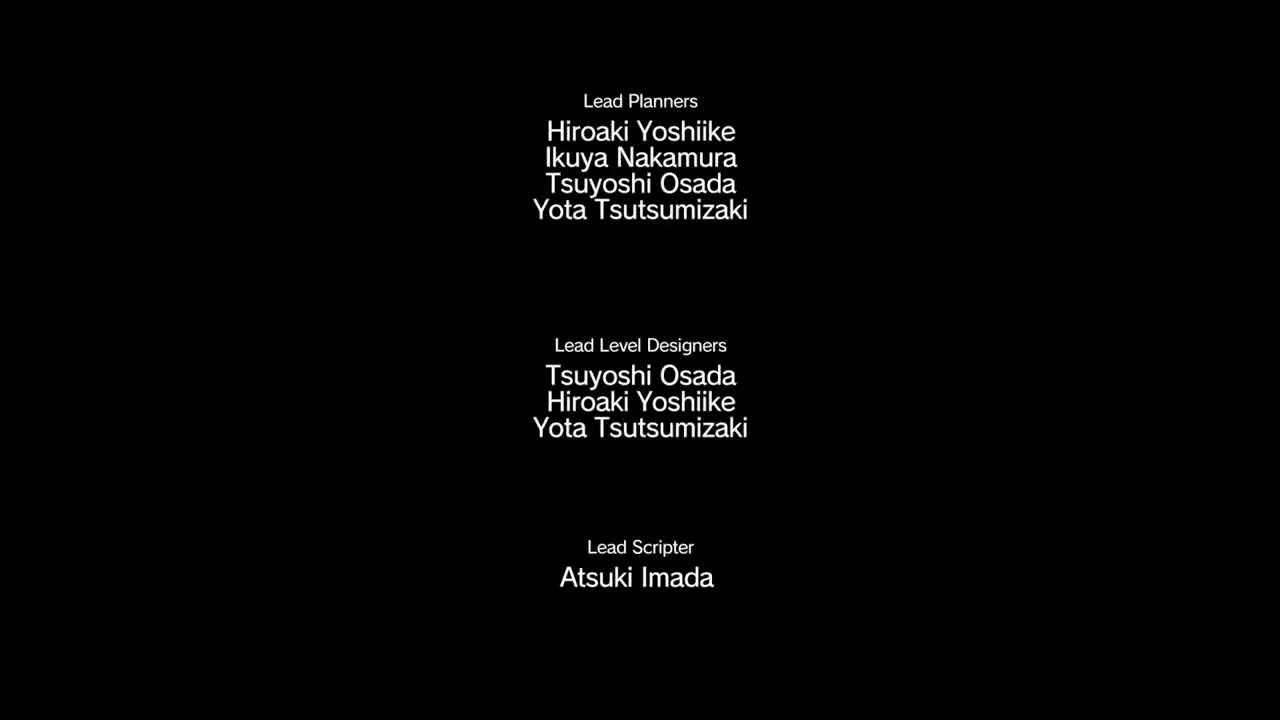 Lead Planners
Hiroaki Yoshiike
Ikuya Nakamura
Tsuyoshi Osada
Yota Tsutsumizaki
Lead Level Designers
Tsuyoshi Osada
Hiroaki Yoshiike
Yota Tsutsumizaki
Lead Scripter
Atsuki Imada